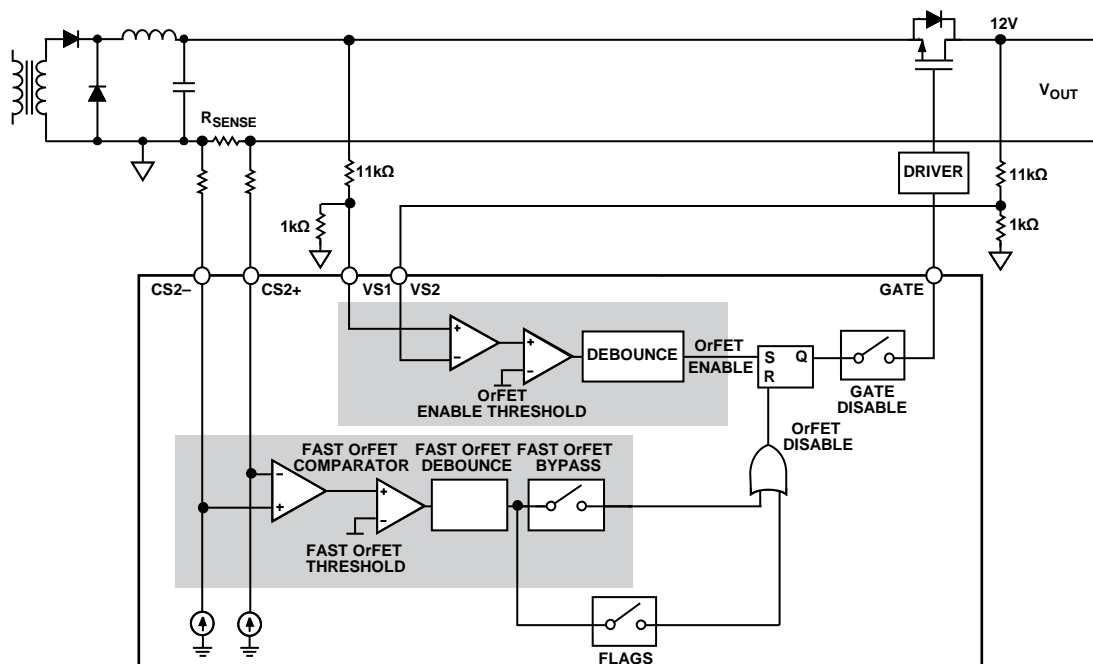 12V
VOUT
RSENSE
11kΩ
DRIVER
11kΩ
1kΩ
1kΩ
CS2–
CS2+
VS1
VS2
GATE
+
–
+
–
DEBOUNCE
OrFET
ENABLE
S
R
Q
OrFET
ENABLE THRESHOLD
GATE
DISABLE
OrFET
DISABLE
FAST OrFET
COMPARATOR
FAST OrFET
DEBOUNCE
FAST OrFET
BYPASS
–
+
+
–
FAST OrFET
THRESHOLD
FLAGS